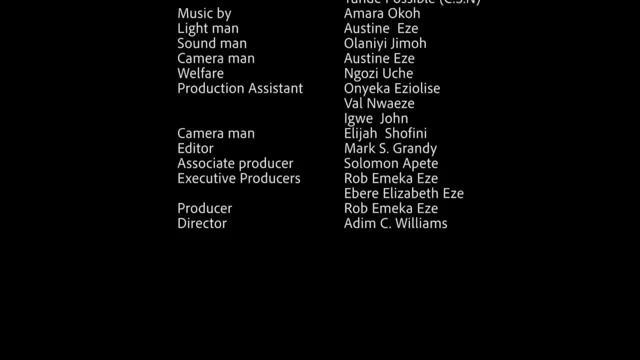 Tunde Possible (C.S.N)
Music by Amara Okoh
Light man Austine Eze
Sound man Olaniyi Jimoh
Camera man Austine Eze
Welfare Ngozi Uche
Production Assistant Onyeka Eziolise
Val Nwaeze
Igwe John
Camera man Elijah Shofini
Editor Mark S. Grandy
Associate producer Solomon Apete
Executive Producers Rob Emeka Eze
Ebere Elizabeth Eze
Producer Rob Emeka Eze
Director Adim C. Williams